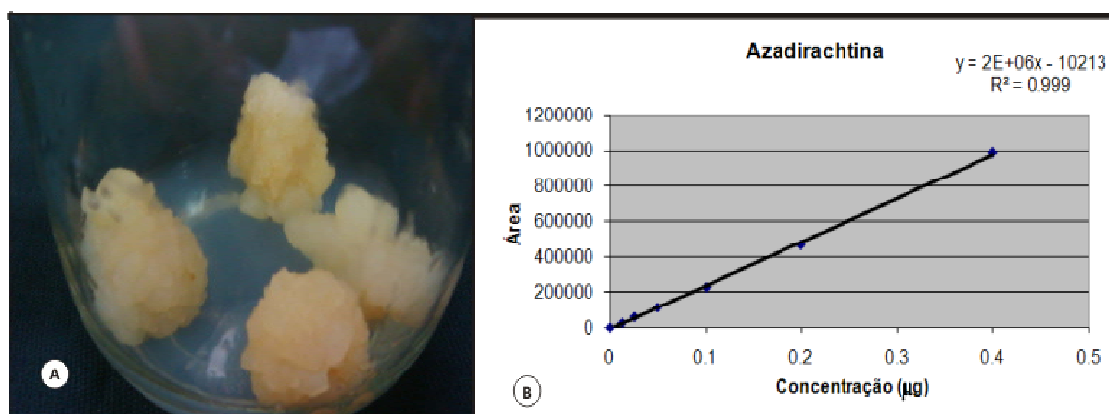 A
Azadirachtina
y = 2E+06x - 10213
R² = 0.999
1200000
1000000
800000
600000
400000
200000
0
Área
0 0.1 0.2 0.3 0.4 0.5
Concentração (µg)
B